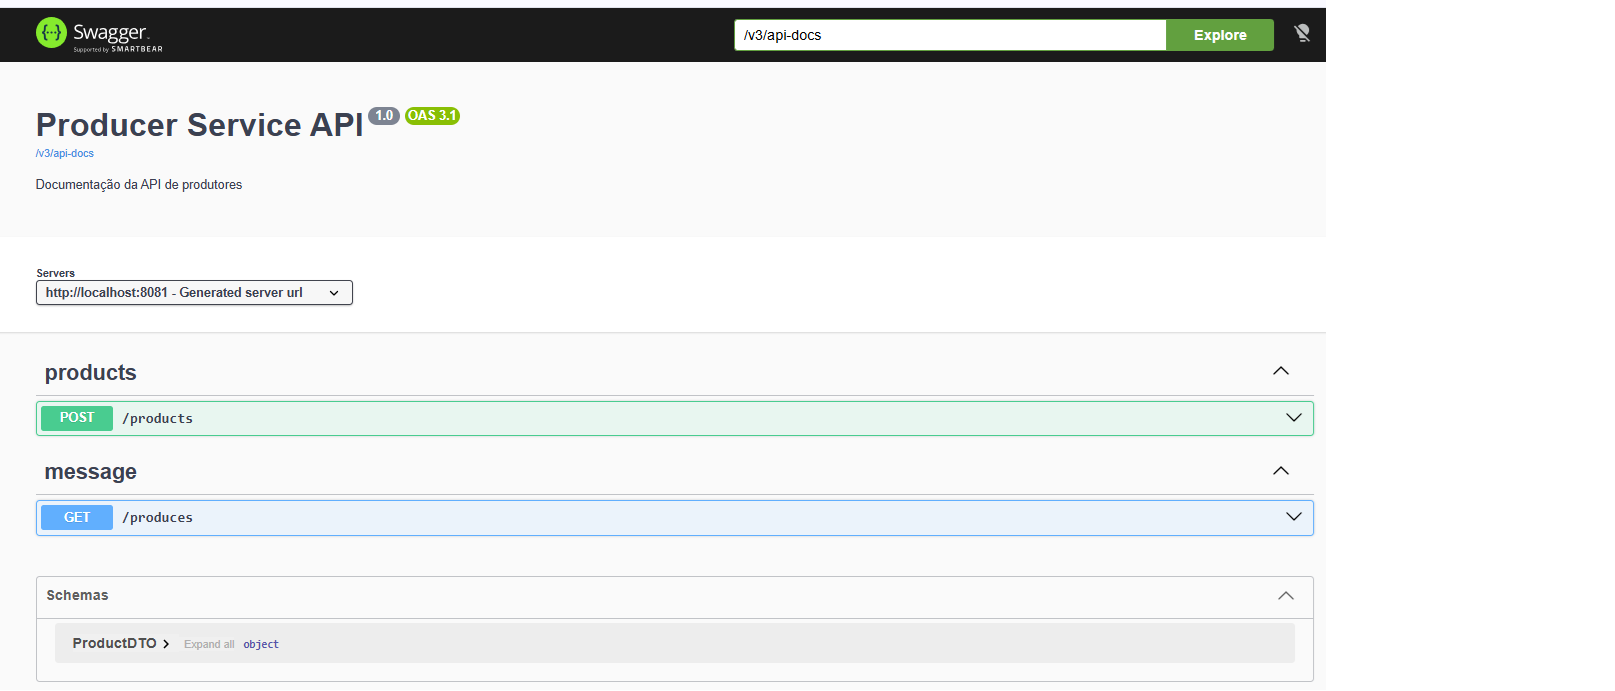 {···} Swagger.
Supported by SMARTBEAR
/v3/api-docs
Explore
Producer Service API 1.0 OAS 3.1
/v3/api-docs
Documentação da API de produtores
Servers
http://localhost:8081 - Generated server url
products
POST /products
message
GET /produces
Schemas
ProductDTO Expand all object